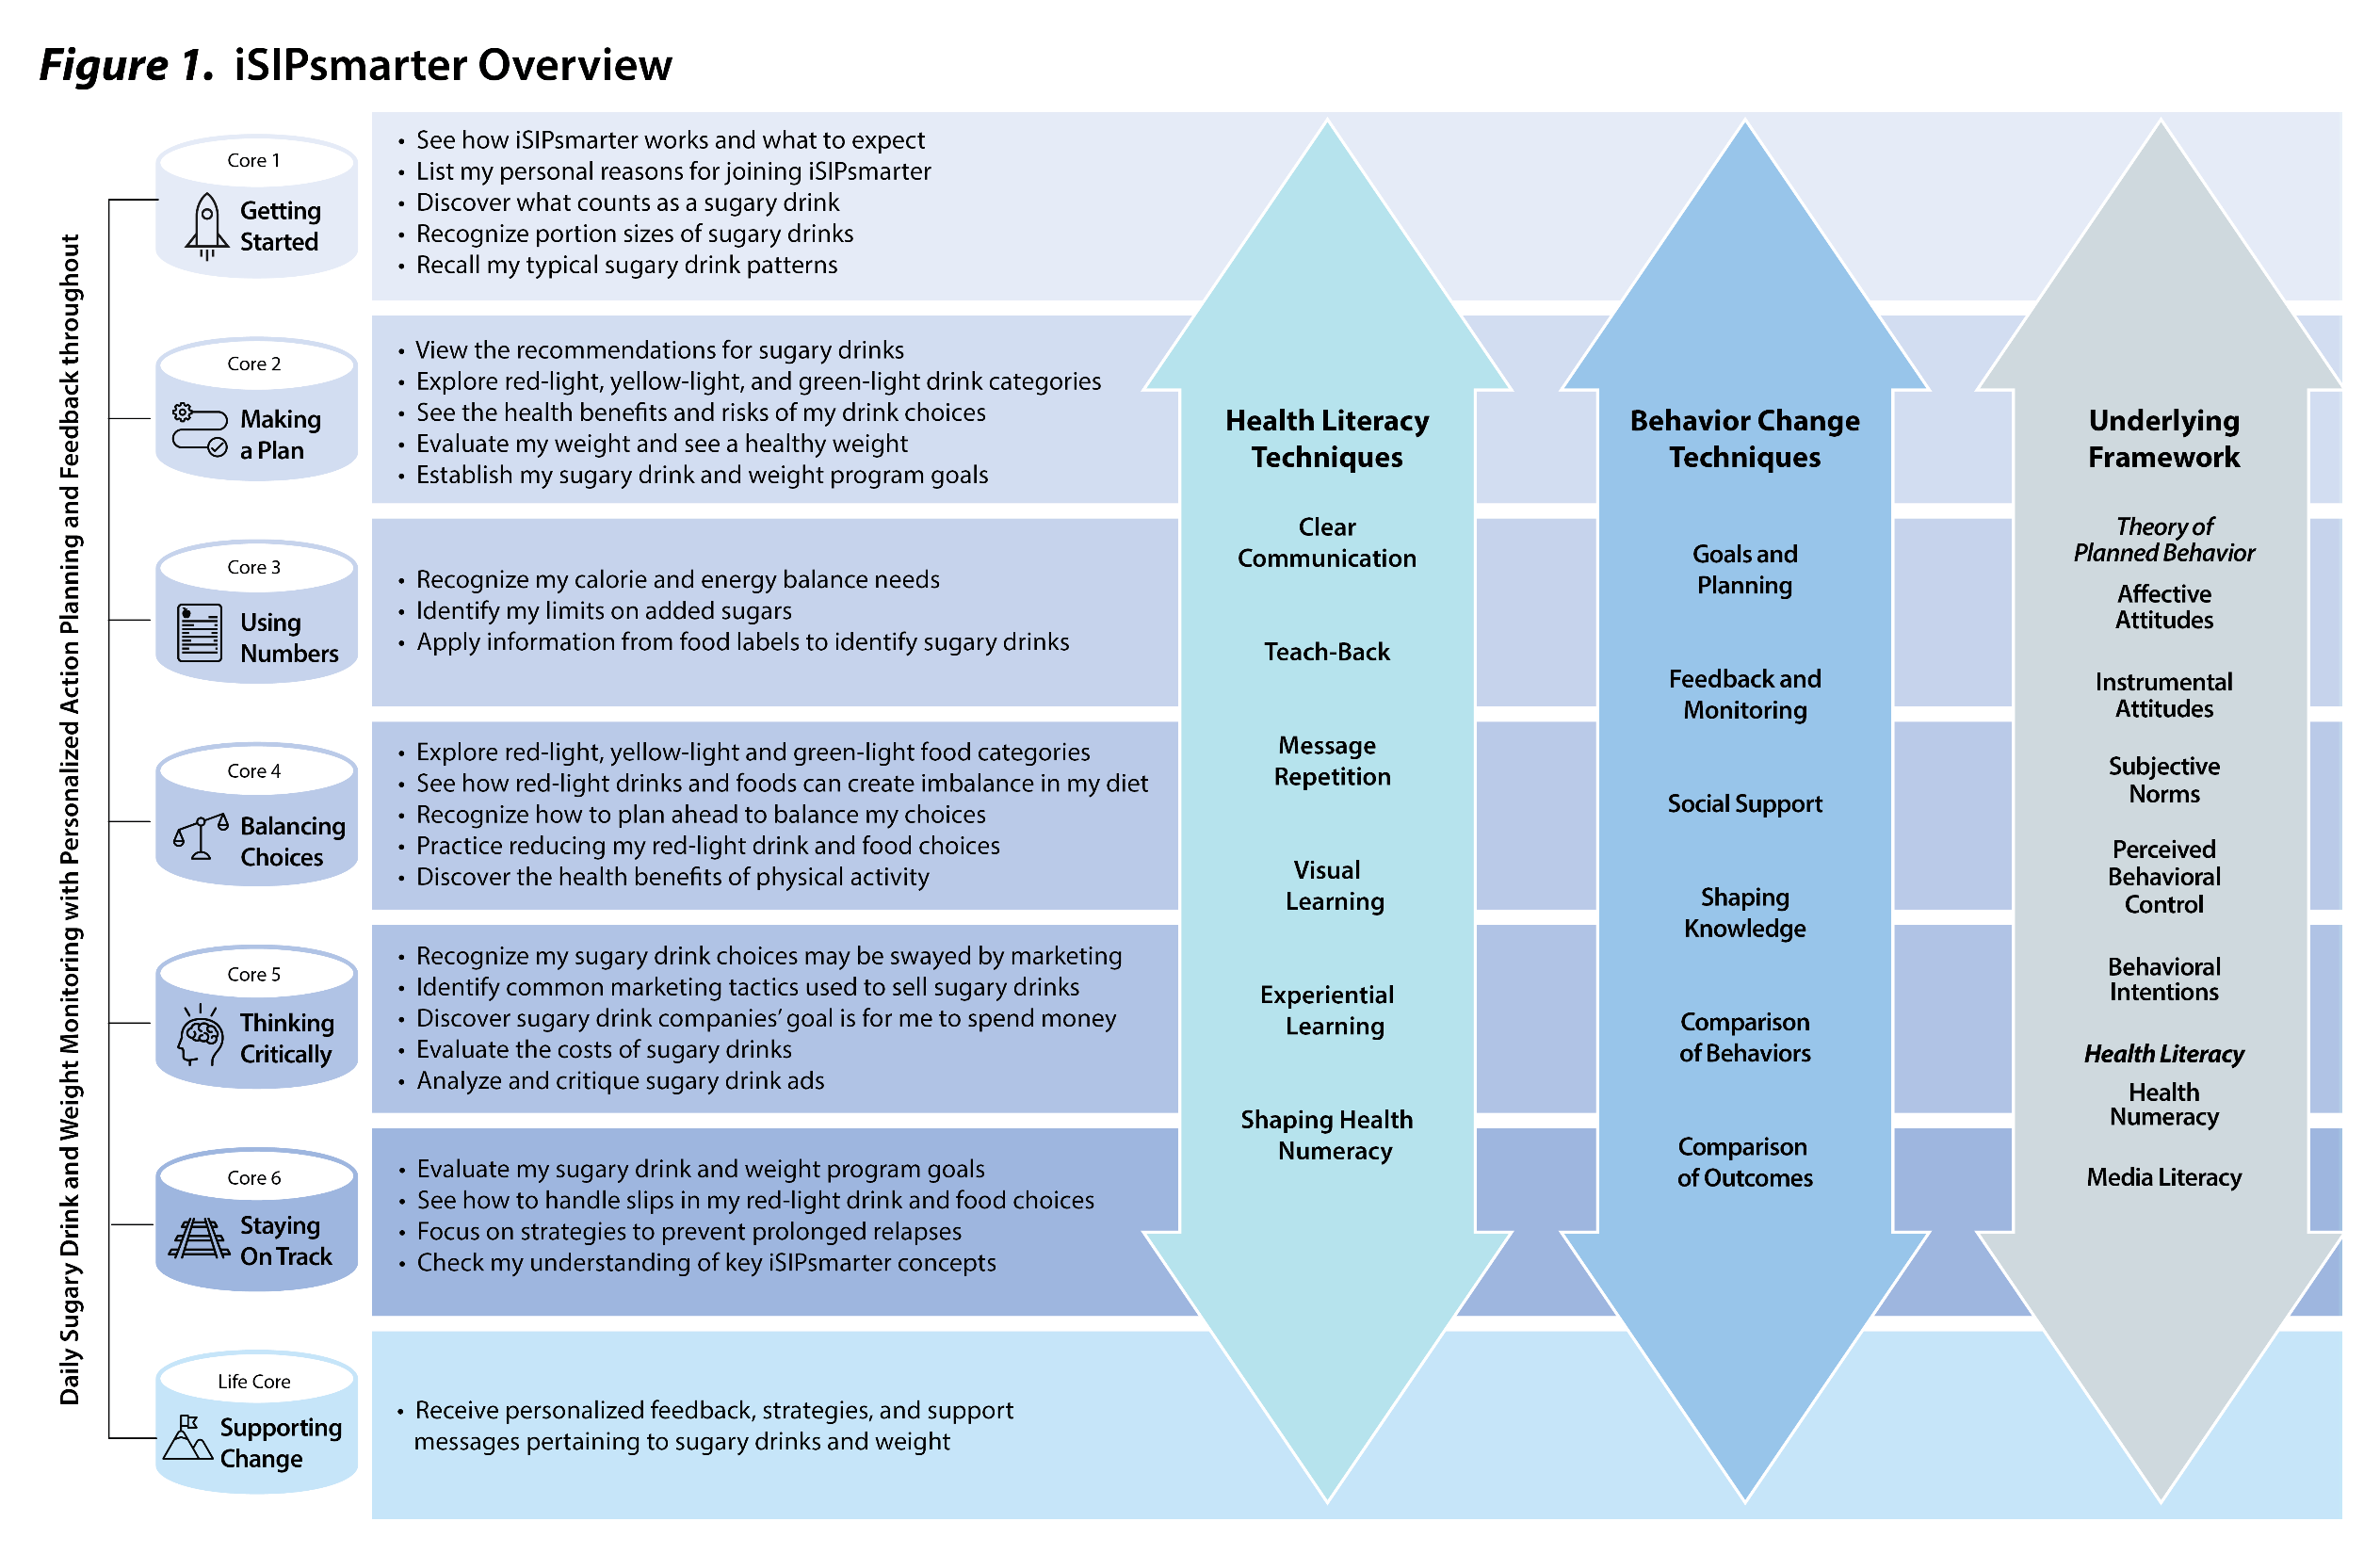 Figure 1. iSIPsmarter Overview
Daily Sugary Drink and Weight Monitoring with Personalized Action Planning and Feedback throughout
Core 1
Getting
Started
• See how iSIPsmarter works and what to expect
• List my personal reasons for joining iSIPsmarter
• Discover what counts as a sugary drink
• Recognize portion sizes of sugary drinks
• Recall my typical sugary drink patterns
Core 2
Making
a Plan
• View the recommendations for sugary drinks
• Explore red-light, yellow-light, and green-light drink categories
• See the health benefits and risks of my drink choices
• Evaluate my weight and see a healthy weight
• Establish my sugary drink and weight program goals
Core 3
Using
Numbers
• Recognize my calorie and energy balance needs
• Identify my limits on added sugars
• Apply information from food labels to identify sugary drinks
Core 4
Balancing
Choices
• Explore red-light, yellow-light and green-light food categories
• See how red-light drinks and foods can create imbalance in my diet
• Recognize how to plan ahead to balance my choices
• Practice reducing my red-light drink and food choices
• Discover the health benefits of physical activity
Core 5
Thinking
Critically
• Recognize my sugary drink choices may be swayed by marketing
• Identify common marketing tactics used to sell sugary drinks
• Discover sugary drink companies’ goal is for me to spend money
• Evaluate the costs of sugary drinks
• Analyze and critique sugary drink ads
Core 6
Staying
On Track
• Evaluate my sugary drink and weight program goals
• See how to handle slips in my red-light drink and food choices
• Focus on strategies to prevent prolonged relapses
• Check my understanding of key iSIPsmarter concepts
Life Core
Supporting
Change
• Receive personalized feedback, strategies, and support
messages pertaining to sugary drinks and weight
Health Literacy
Techniques
Clear
Communication
Teach-Back
Message
Repetition
Visual
Learning
Experiential
Learning
Shaping Health
Numeracy
Behavior Change
Techniques
Goals and
Planning
Feedback and
Monitoring
Social Support
Shaping
Knowledge
Comparison
of Behaviors
Comparison
of Outcomes
Underlying
Framework
Theory of
Planned Behavior
Affective
Attitudes
Instrumental
Attitudes
Subjective
Norms
Perceived
Behavioral
Control
Behavioral
Intentions
Health Literacy
Health
Numeracy
Media Literacy